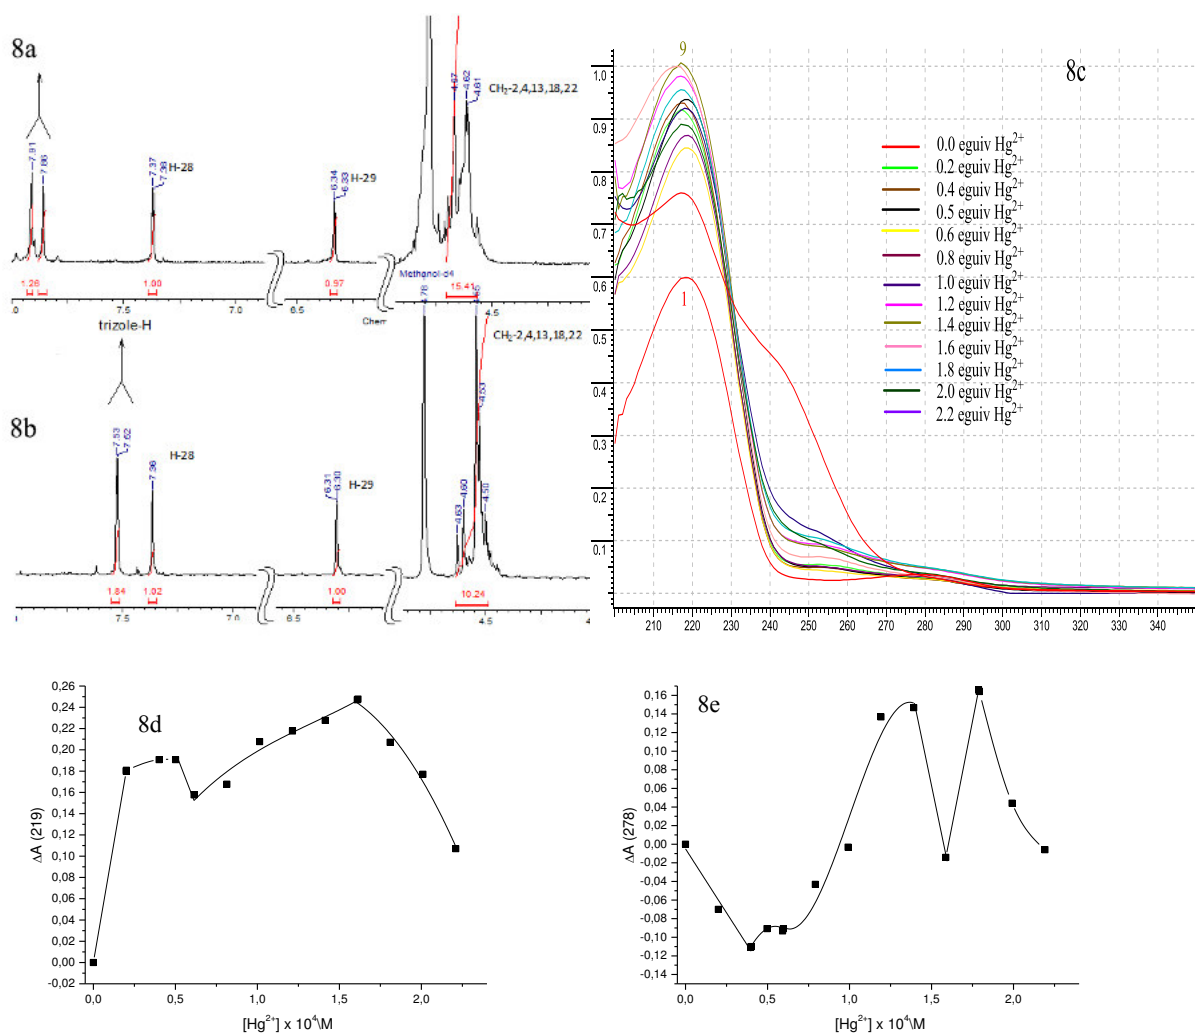 8a
7.91
7.86
7.37
7.36
H-28
6.34
6.33
H-29
4.67
4.62
4.61
CH₂-2,4,13,18,22
Methanol-d4
1.26
1.00
0.97
15.41
7.5
7.0
6.5
4.5
trizole-H
8b
7.53
7.52
7.36
H-28
6.31
6.30
H-29
4.78
4.63
4.60
4.53
4.50
CH₂-2,4,13,18,22
1.84
1.02
1.00
10.24
7.5
7.0
6.5
4.5
4
8c
9
1
1.0
0.9
0.8
0.7
0.6
0.5
0.4
0.3
0.2
0.1
210 220 230 240 250 260 270 280 290 300 310 320 330 340
0.0 eguiv Hg²⁺
0.2 eguiv Hg²⁺
0.4 eguiv Hg²⁺
0.5 eguiv Hg²⁺
0.6 eguiv Hg²⁺
0.8 eguiv Hg²⁺
1.0 eguiv Hg²⁺
1.2 eguiv Hg²⁺
1.4 eguiv Hg²⁺
1.6 eguiv Hg²⁺
1.8 eguiv Hg²⁺
2.0 eguiv Hg²⁺
2.2 eguiv Hg²⁺
8d
ΔA (219)
0,26
0,24
0,22
0,20
0,18
0,16
0,14
0,12
0,10
0,08
0,06
0,04
0,02
0,00
-0,02
0,0 0,5 1,0 1,5 2,0
[Hg²⁺] x 10⁴\M
8e
ΔA (278)
0,16
0,14
0,12
0,10
0,08
0,06
0,04
0,02
0,00
-0,02
-0,04
-0,06
-0,08
-0,10
-0,12
-0,14
0,0 0,5 1,0 1,5 2,0
[Hg²⁺] x 10⁴\M